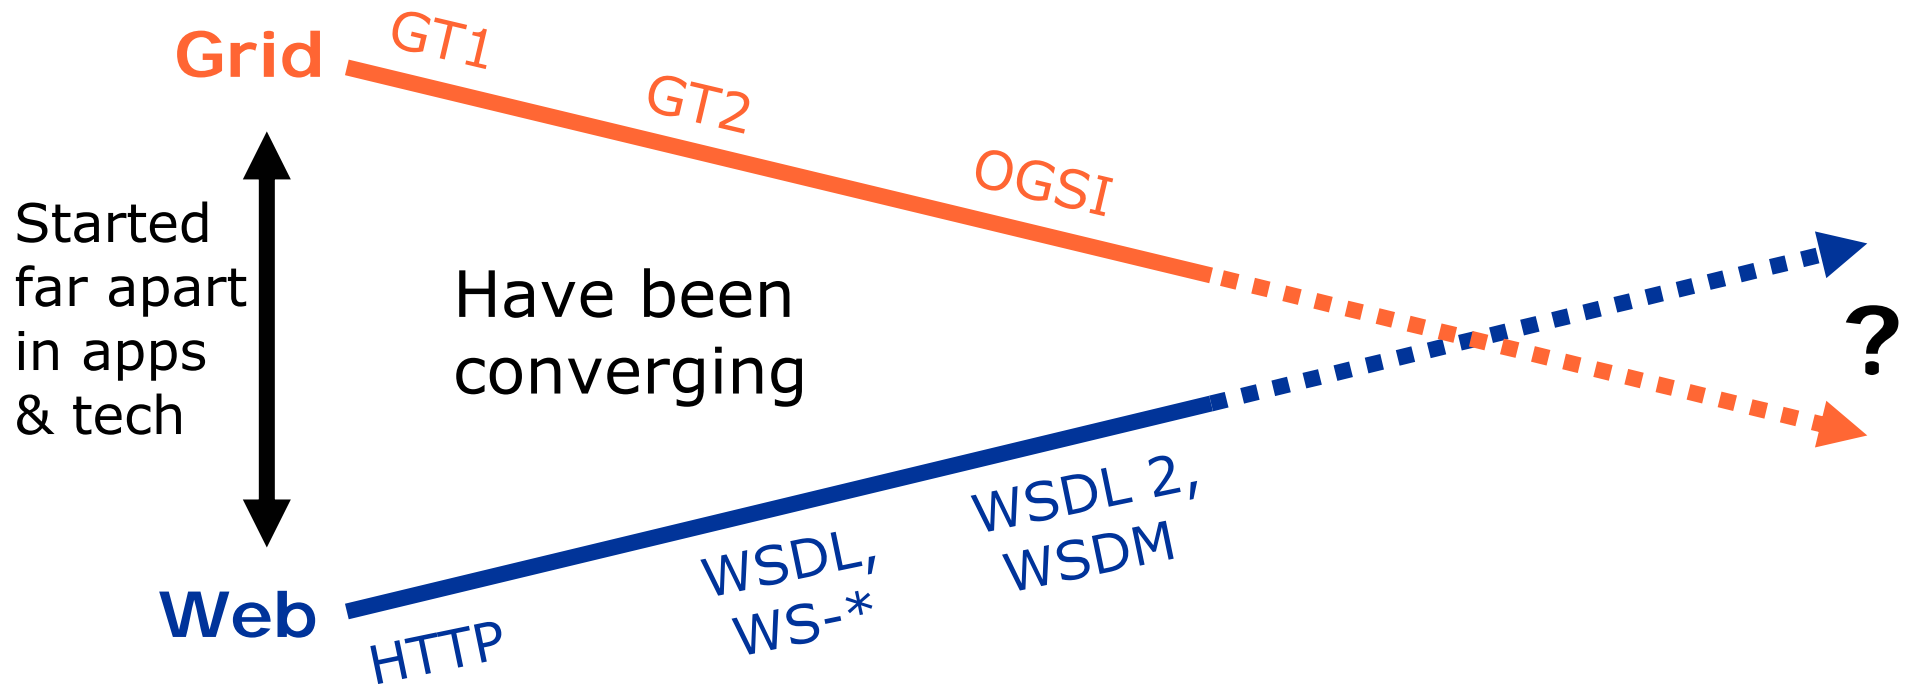 Grid
GT1
GT2
OGSI
Started
far apart
in apps
& tech
Have been
converging
?
Web
HTTP
WSDL,
WS-*
WSDL 2,
WSDM